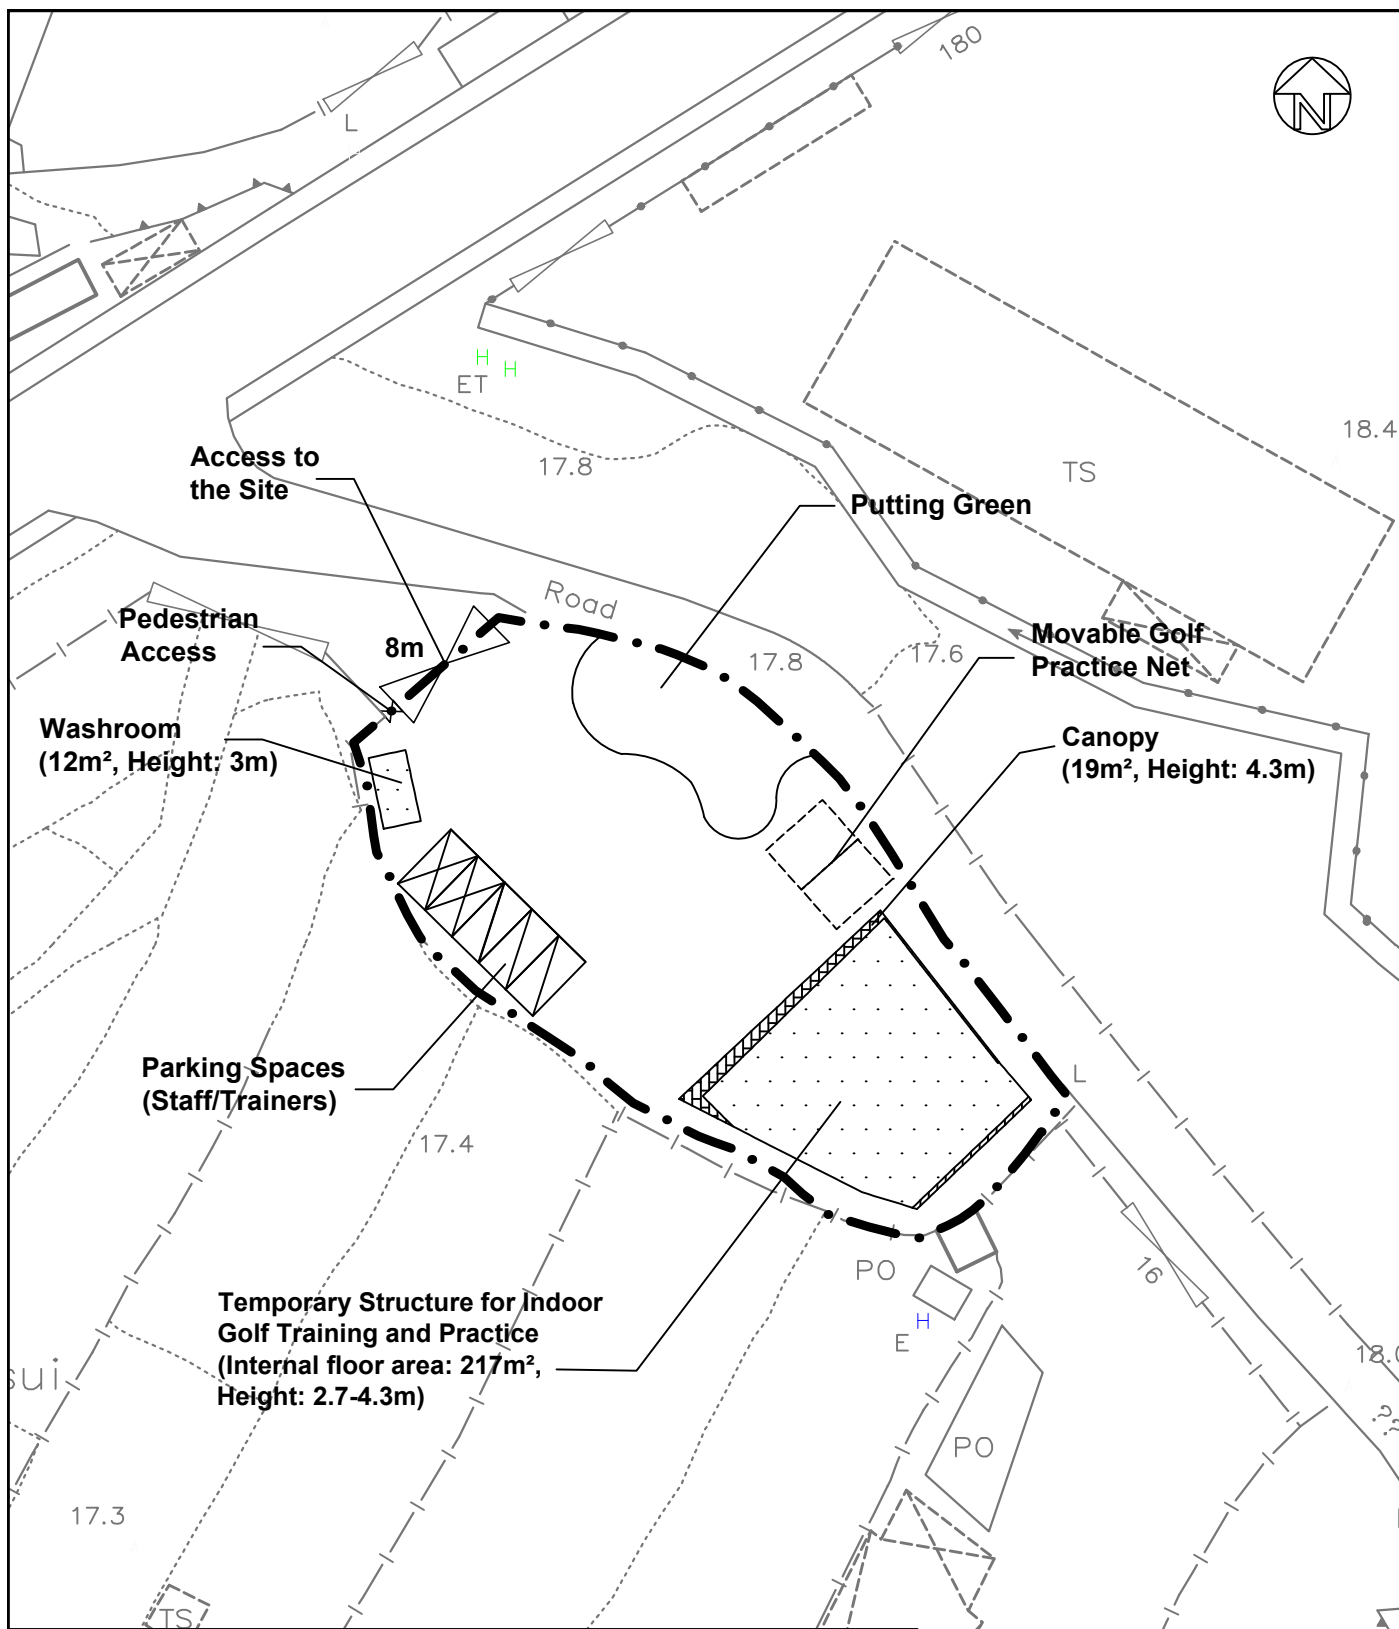 180
N
L
H
H
ET
18.4
Access to
the Site
17.8
TS
Putting Green
Road
Pedestrian
Access
8m
17.8
17.6
Movable Golf
Practice Net
Washroom
(12m², Height: 3m)
Canopy
(19m², Height: 4.3m)
Parking Spaces
(Staff/Trainers)
L
17.4
16
PO
Temporary Structure for Indoor
Golf Training and Practice
(Internal floor area: 217m²,
Height: 2.7-4.3m)
H
E
18.0
sui
??
PO
17.3
TS